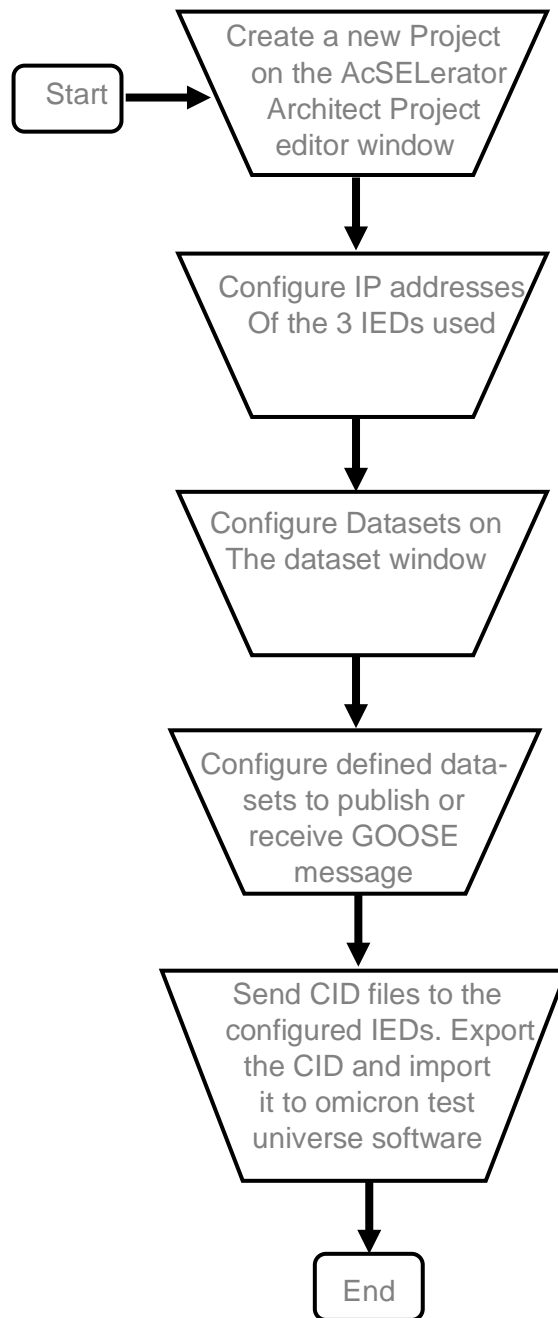 Start
Create a new Project
on the AcSELerator
Architect Project
editor window
Configure IP addresses
Of the 3 IEDs used
Configure Datasets on
The dataset window
Configure defined data-
sets to publish or
receive GOOSE
message
Send CID files to the
configured IEDs. Export
the CID and import
it to omicron test
universe software
End